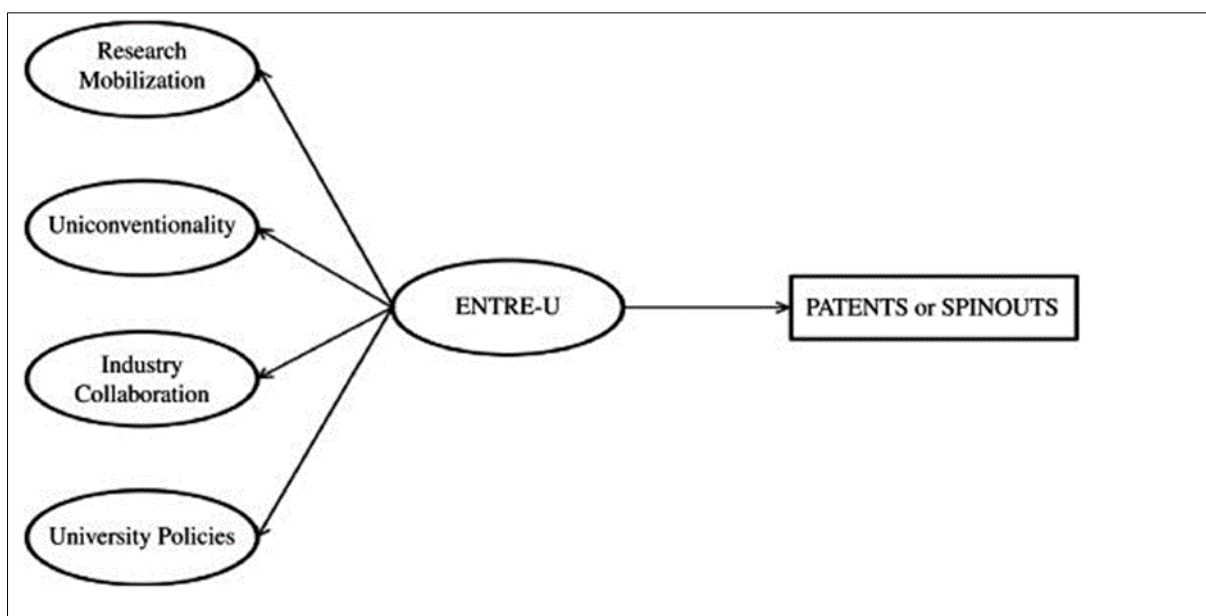 Research
Mobilization
Uniconventionality
ENTRE-U
PATENTS or SPINOUTS
Industry
Collaboration
University Policies